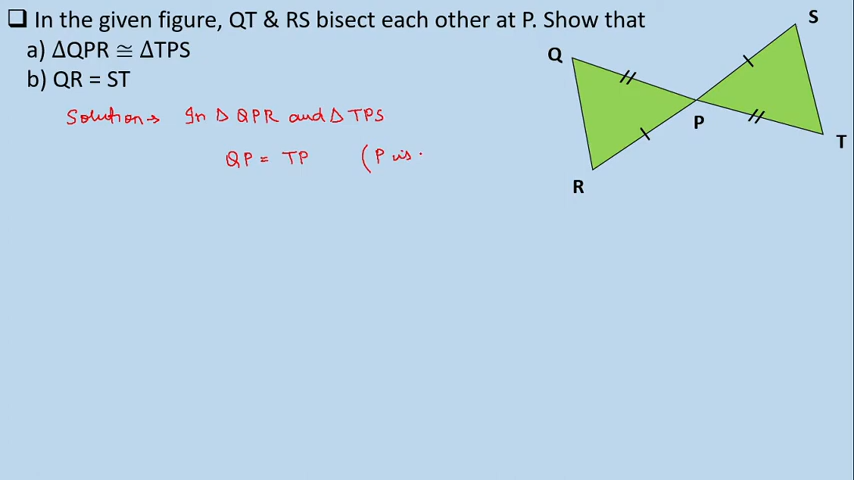 In the given figure, QT & RS bisect each other at P. Show that
a) ΔQPR ≅ ΔTPS
b) QR = ST
Solution→ In Δ QPR and Δ TPS
QP = TP (P is
S
Q
P
T
R